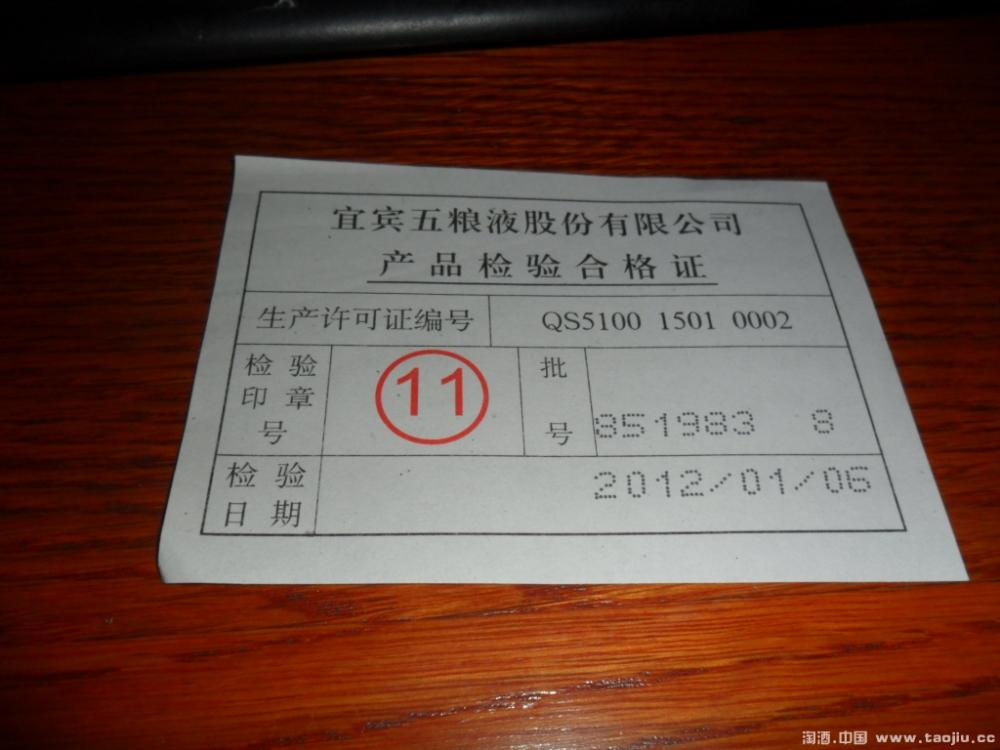 宜宾五粮液股份有限公司
产品检验合格证
生产许可证编号 QS5100 1501 0002
检验印章号 11 批号 851983 8
检验日期 2012/01/06
淘酒.中国 www.taojiu.cc